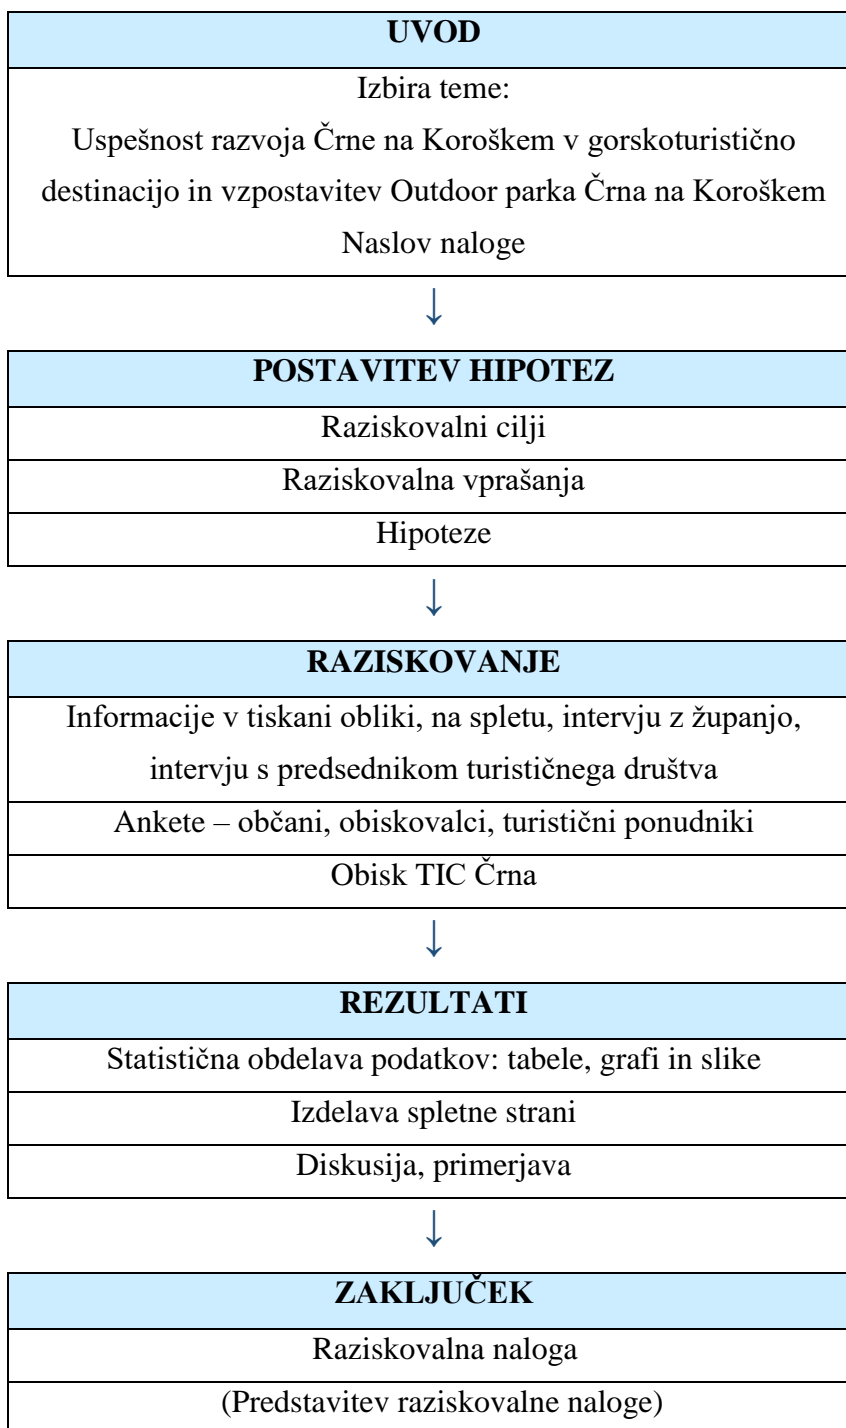 UVOD
Izbira teme:
Uspešnost razvoja Črne na Koroškem v gorskoturistično
destinacijo in vzpostavitev Outdoor parka Črna na Koroškem
Naslov naloge
↓
POSTAVITEV HIPOTEZ
Raziskovalni cilji
Raziskovalna vprašanja
Hipoteze
↓
RAZISKOVANJE
Informacije v tiskani obliki, na spletu, intervju z županjo,
intervju s predsednikom turističnega društva
Ankete – občani, obiskovalci, turistični ponudniki
Obisk TIC Črna
↓
REZULTATI
Statistična obdelava podatkov: tabele, grafi in slike
Izdelava spletne strani
Diskusija, primerjava
↓
ZAKLJUČEK
Raziskovalna naloga
(Predstavitev raziskovalne naloge)